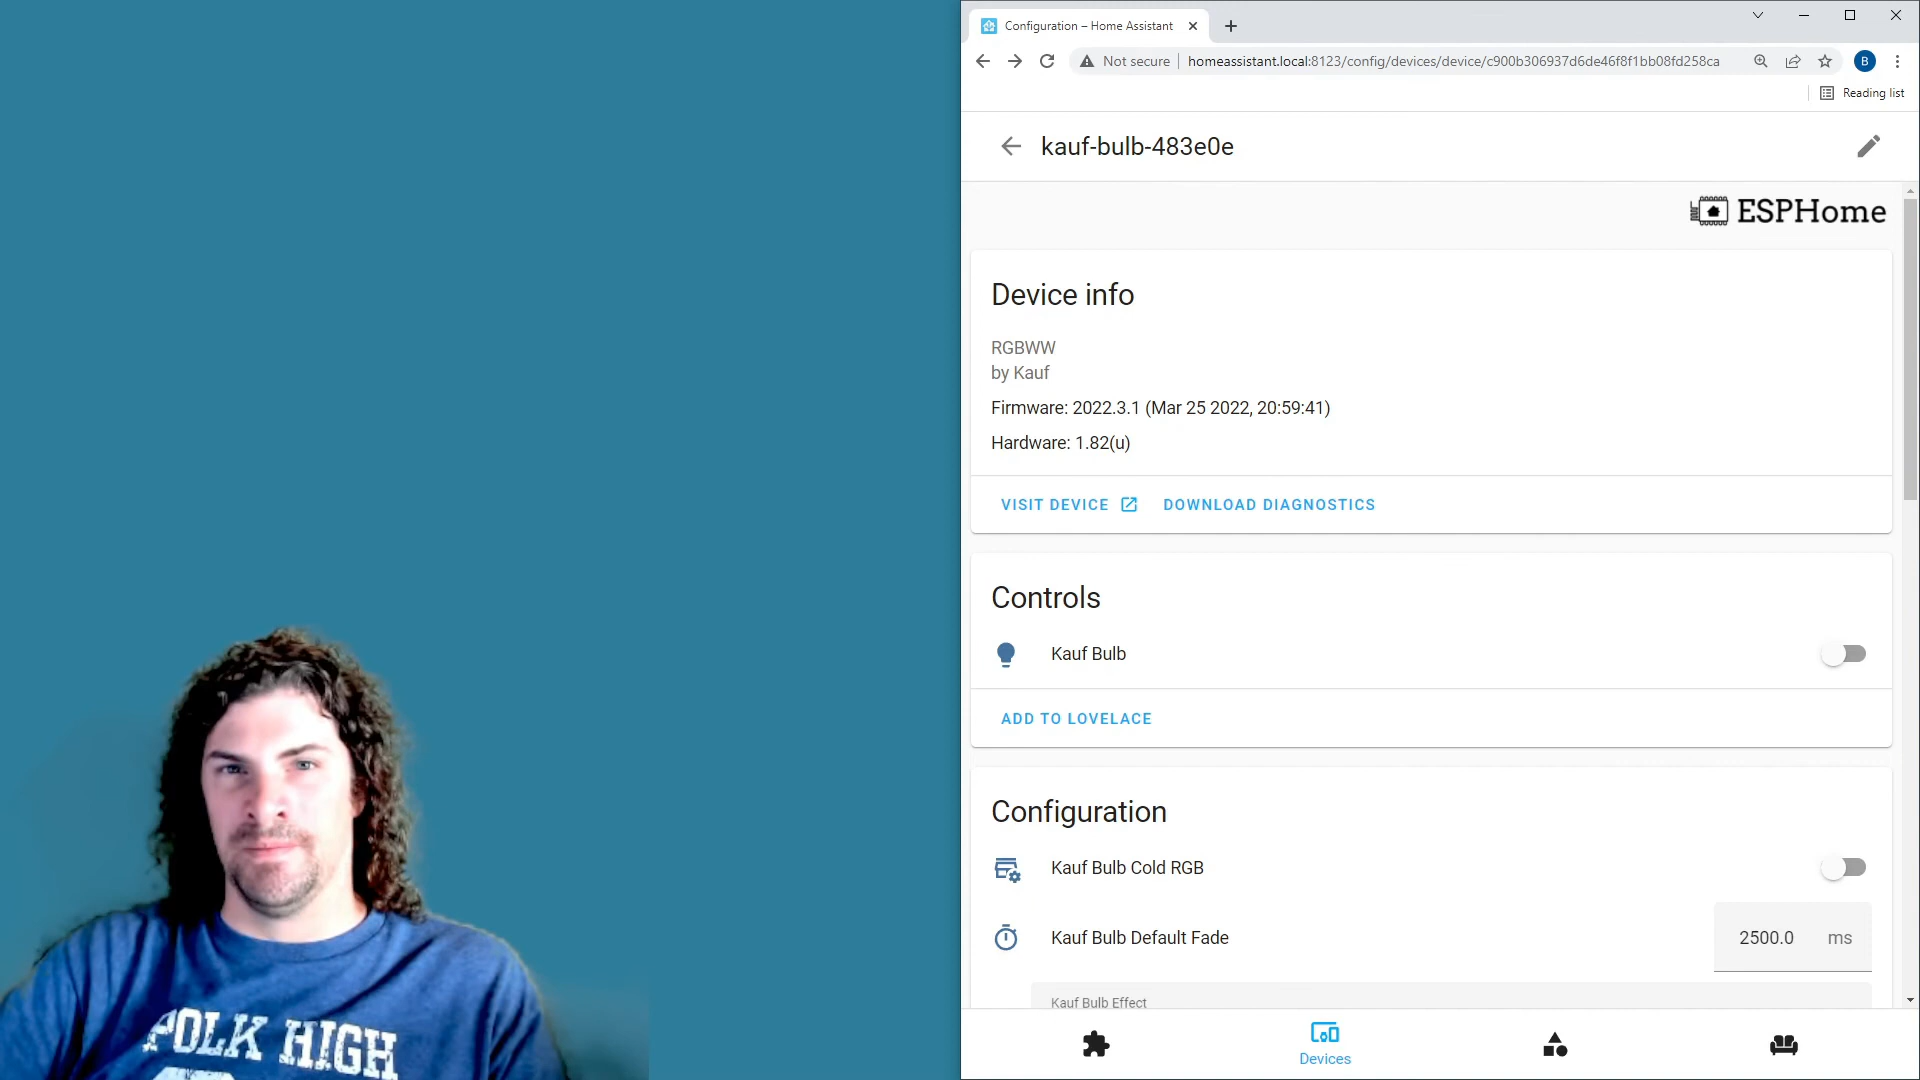 Configuration – Home Assistant
Not secure
homeassistant.local:8123/config/devices/device/c900b306937d6de46f8f1bb08fd258ca
B
Reading list
kauf-bulb-483e0e
ESPHome
Device info
RGBWW
by Kauf
Firmware: 2022.3.1 (Mar 25 2022, 20:59:41)
Hardware: 1.82(u)
VISIT DEVICE
DOWNLOAD DIAGNOSTICS
Controls
Kauf Bulb
ADD TO LOVELACE
Configuration
Kauf Bulb Cold RGB
Kauf Bulb Default Fade
2500.0 ms
Kauf Bulb Effect
Devices
POLK HIGH